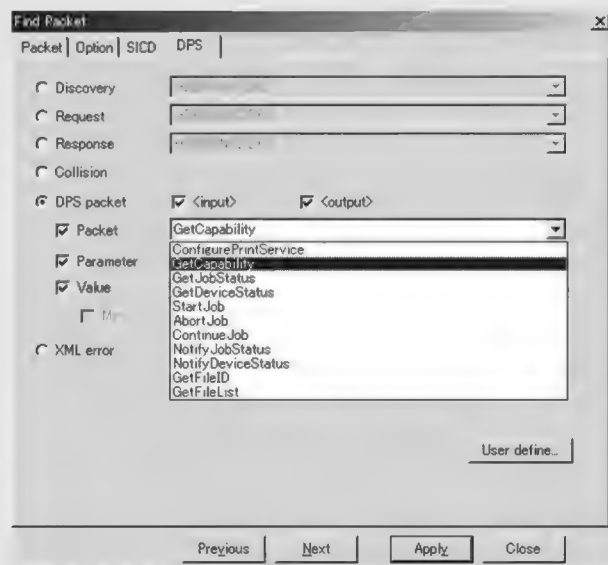 Find Packet
Packet Option SICD DPS
Discovery
Request
Response
Collision
DPS packet <input> <output>
Packet GetCapability
ConfigurePrintService
Parameter GetCapability
Value GetJobStatus
GetDeviceStatus
StartJob
AbortJob
ContinueJob
XML error NotifyJobStatus
NotifyDeviceStatus
GetFileID
GetFileList
User define...
Previous Next Apply Close